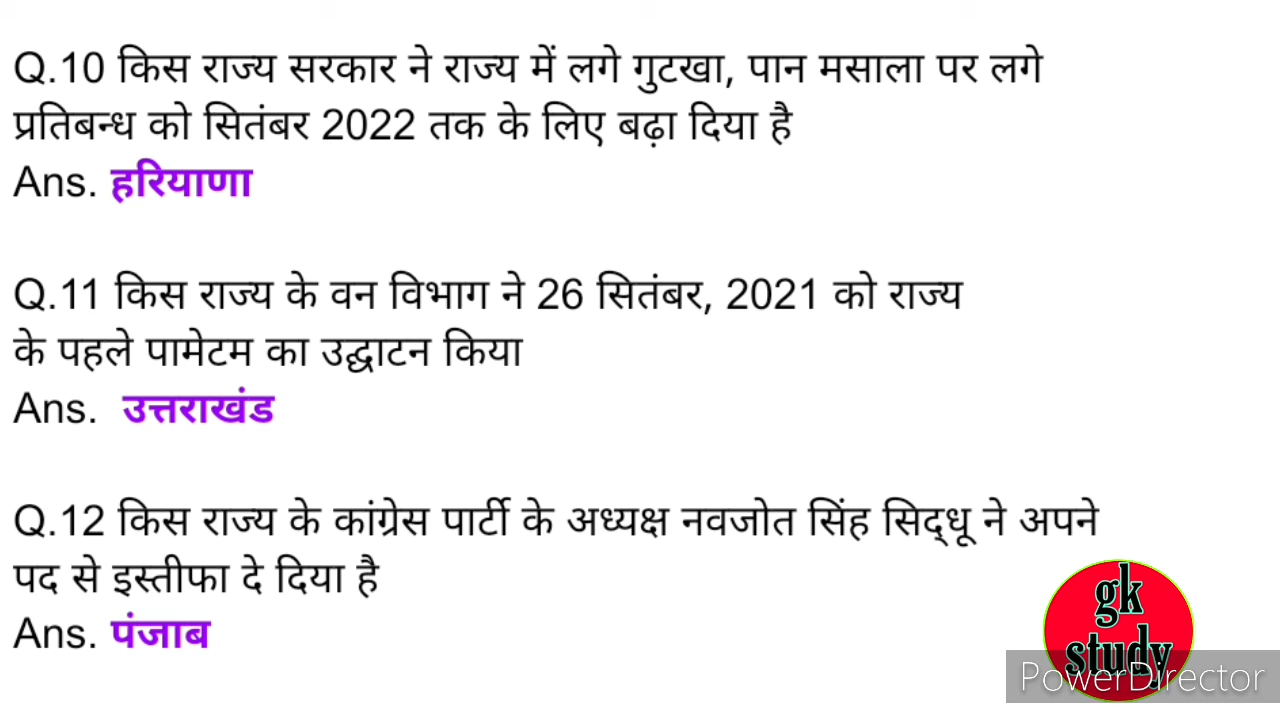 Q.10 किस राज्य सरकार ने राज्य में लगे गुटखा, पान मसाला पर लगे
प्रतिबन्ध को सितंबर 2022 तक के लिए बढ़ा दिया है
Ans. हरियाणा
Q.11 किस राज्य के वन विभाग ने 26 सितंबर, 2021 को राज्य
के पहले पामेटम का उद्घाटन किया
Ans. उत्तराखंड
Q.12 किस राज्य के कांग्रेस पार्टी के अध्यक्ष नवजोत सिंह सिद्धू ने अपने
पद से इस्तीफा दे दिया है
Ans. पंजाब
gk
study
PowerDirector